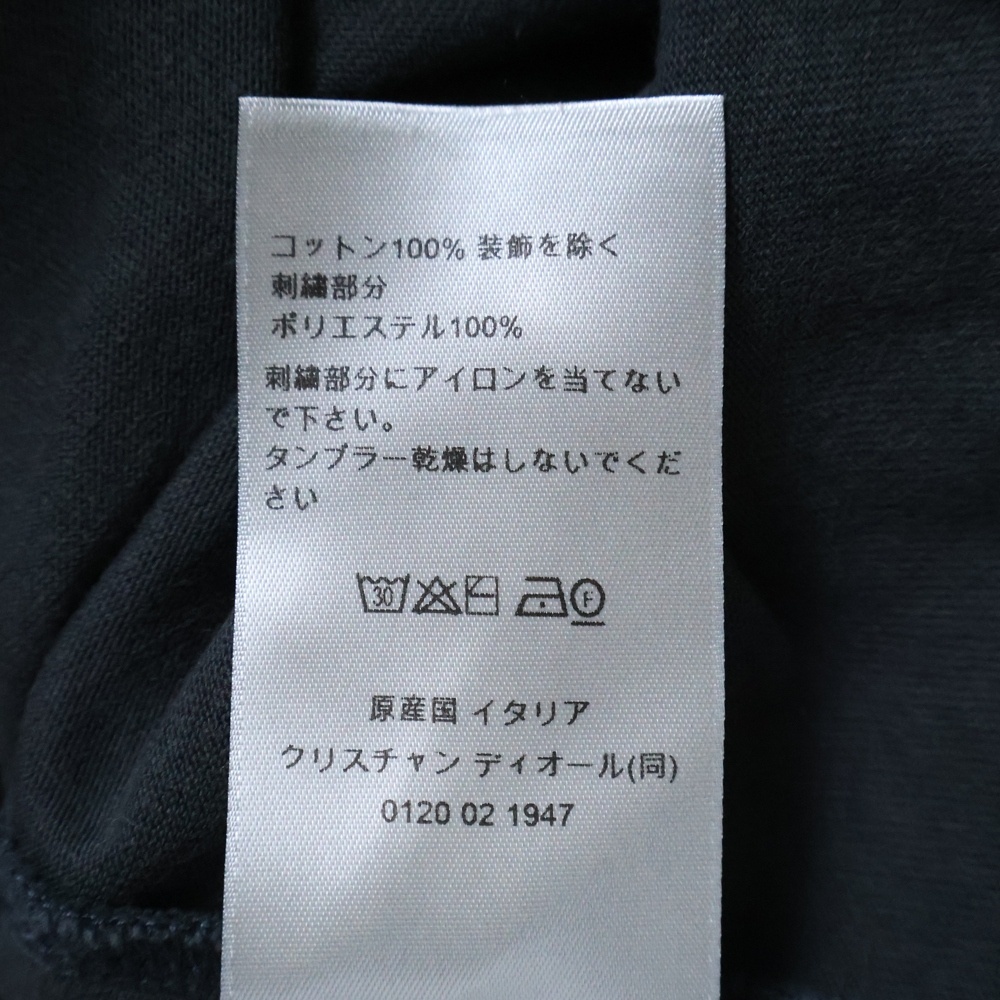 コットン100% 装飾を除く
刺繍部分
ポリエステル100%
刺繍部分にアイロンを当てない
で下さい。
タンブラー乾燥はしないでくだ
さい
30 F
原産国 イタリア
クリスチャン ディオール(同)
0120 02 1947